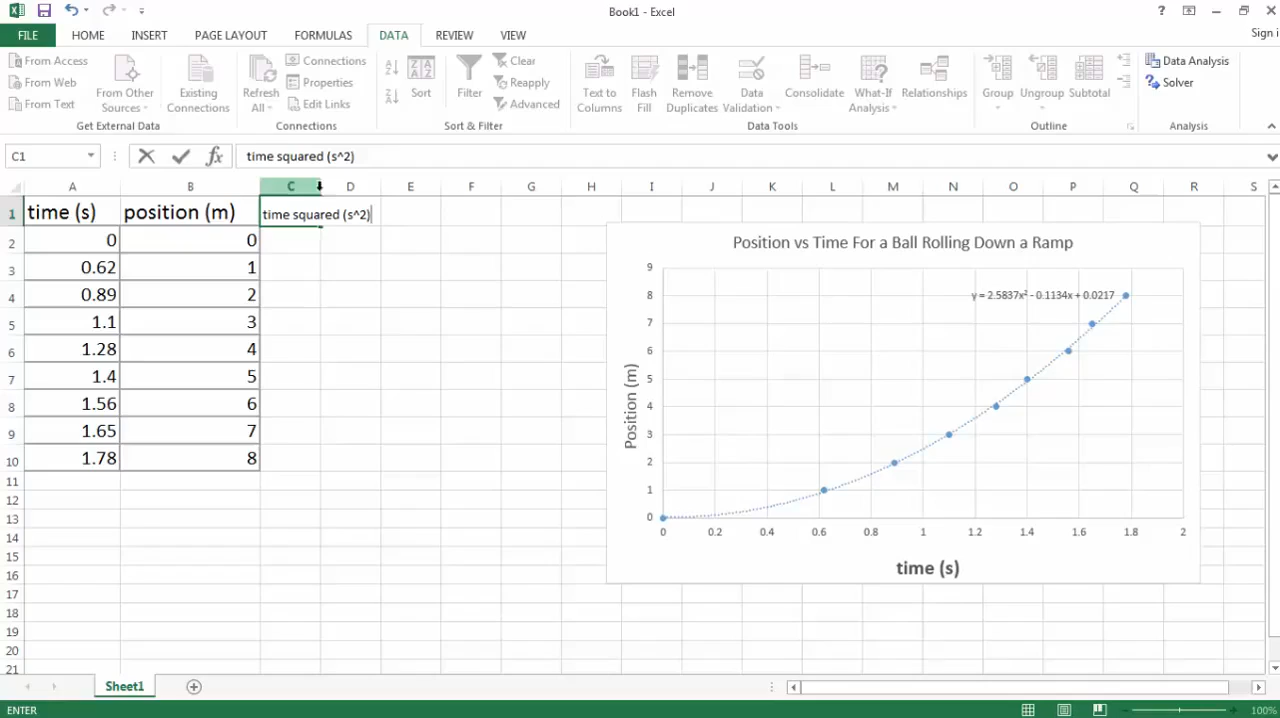 Book1 - Excel
?
FILE HOME INSERT PAGE LAYOUT FORMULAS DATA REVIEW VIEW
Sign i
From Access
From Web
From Text
From Other Sources
Existing Connections
Get External Data
Refresh All
Connections
Properties
Edit Links
Connections
Sort
Filter
Clear
Reapply
Advanced
Sort & Filter
Text to Columns
Flash Fill
Remove Duplicates
Data Validation
Consolidate
What-If Analysis
Relationships
Data Tools
Group
Ungroup
Subtotal
Outline
Data Analysis
Solver
Analysis
C1
fx
time squared (s^2)
A B C D E F G H I J K L M N O P Q R S
1 time (s) position (m) time squared (s^2)
2 0 0
3 0.62 1
4 0.89 2
5 1.1 3
6 1.28 4
7 1.4 5
8 1.56 6
9 1.65 7
10 1.78 8
11
12
13
14
15
16
17
18
19
20
21
Position vs Time For a Ball Rolling Down a Ramp
y = 2.5837x² - 0.1134x + 0.0217
9
8
7
6
5
4
3
2
1
0
Position (m)
0 0.2 0.4 0.6 0.8 1 1.2 1.4 1.6 1.8 2
time (s)
Sheet1
ENTER
100%